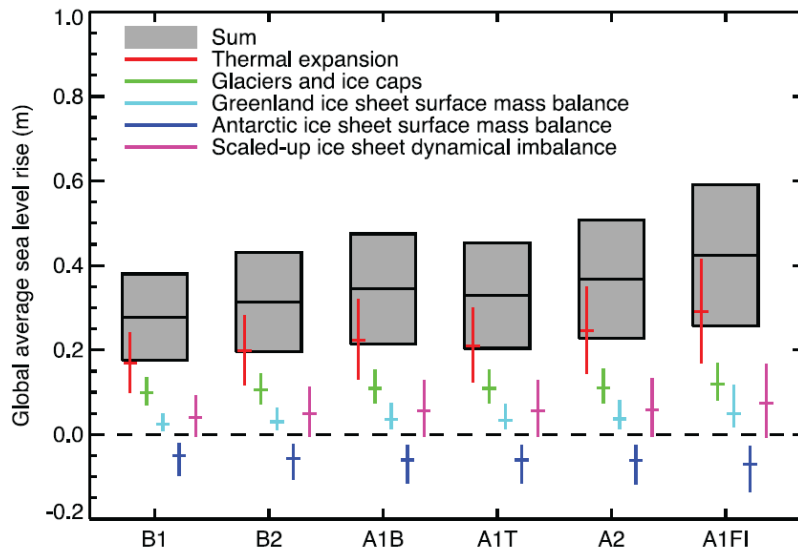 1.0
Sum
Thermal expansion
Glaciers and ice caps
Greenland ice sheet surface mass balance
Antarctic ice sheet surface mass balance
Scaled-up ice sheet dynamical imbalance
0.8
0.6
0.4
0.2
0.0
-0.2
Global average sea level rise (m)
B1 B2 A1B A1T A2 A1FI